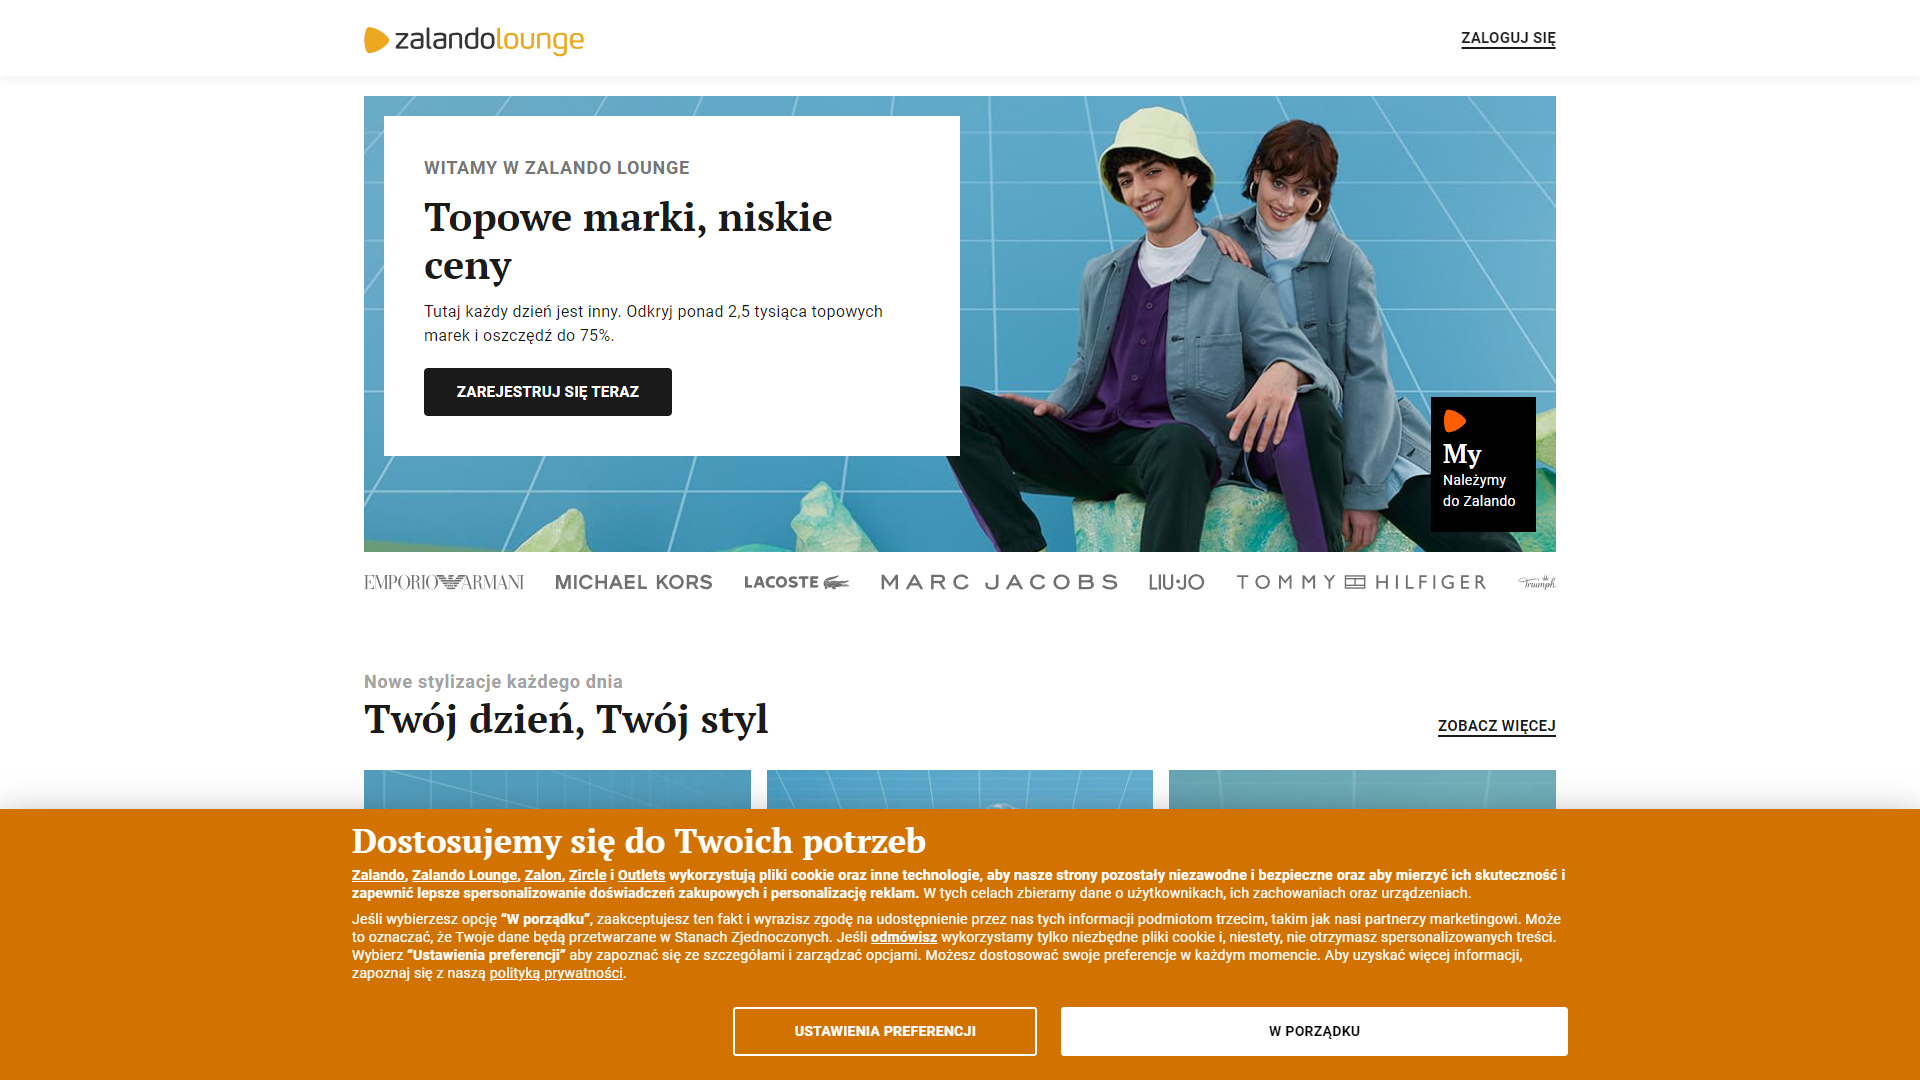 zalandolounge
ZALOGUJ SIĘ
WITAMY W ZALANDO LOUNGE
Topowe marki, niskie
ceny
Tutaj każdy dzień jest inny. Odkryj ponad 2,5 tysiąca topowych
marek i oszczędź do 75%.
ZAREJESTRUJ SIĘ TERAZ
My
Należymy
do Zalando
EMPORIO ARMANI MICHAEL KORS LACOSTE MARC JACOBS LIU·JO TOMMY HILFIGER Triumph
Nowe stylizacje każdego dnia
Twój dzień, Twój styl
ZOBACZ WIĘCEJ
Dostosujemy się do Twoich potrzeb
Zalando, Zalando Lounge, Zalon, Zircle i Outlets wykorzystują pliki cookie oraz inne technologie, aby nasze strony pozostały niezawodne i bezpieczne oraz aby mierzyć ich skuteczność i
zapewnić lepsze spersonalizowanie doświadczeń zakupowych i personalizację reklam. W tych celach zbieramy dane o użytkownikach, ich zachowaniach oraz urządzeniach.
Jeśli wybierzesz opcję “W porządku”, zaakceptujesz ten fakt i wyrazisz zgodę na udostępnienie przez nas tych informacji podmiotom trzecim, takim jak nasi partnerzy marketingowi. Może
to oznaczać, że Twoje dane będą przetwarzane w Stanach Zjednoczonych. Jeśli odmówisz wykorzystamy tylko niezbędne pliki cookie i, niestety, nie otrzymasz spersonalizowanych treści.
Wybierz “Ustawienia preferencji” aby zapoznać się ze szczegółami i zarządzać opcjami. Możesz dostosować swoje preferencje w każdym momencie. Aby uzyskać więcej informacji,
zapoznaj się z naszą polityką prywatności.
USTAWIENIA PREFERENCJI
W PORZĄDKU